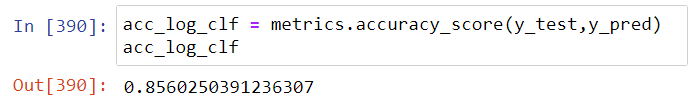 In [390]: acc_log_clf = metrics.accuracy_score(y_test,y_pred)
acc_log_clf
Out[390]: 0.8560250391236307